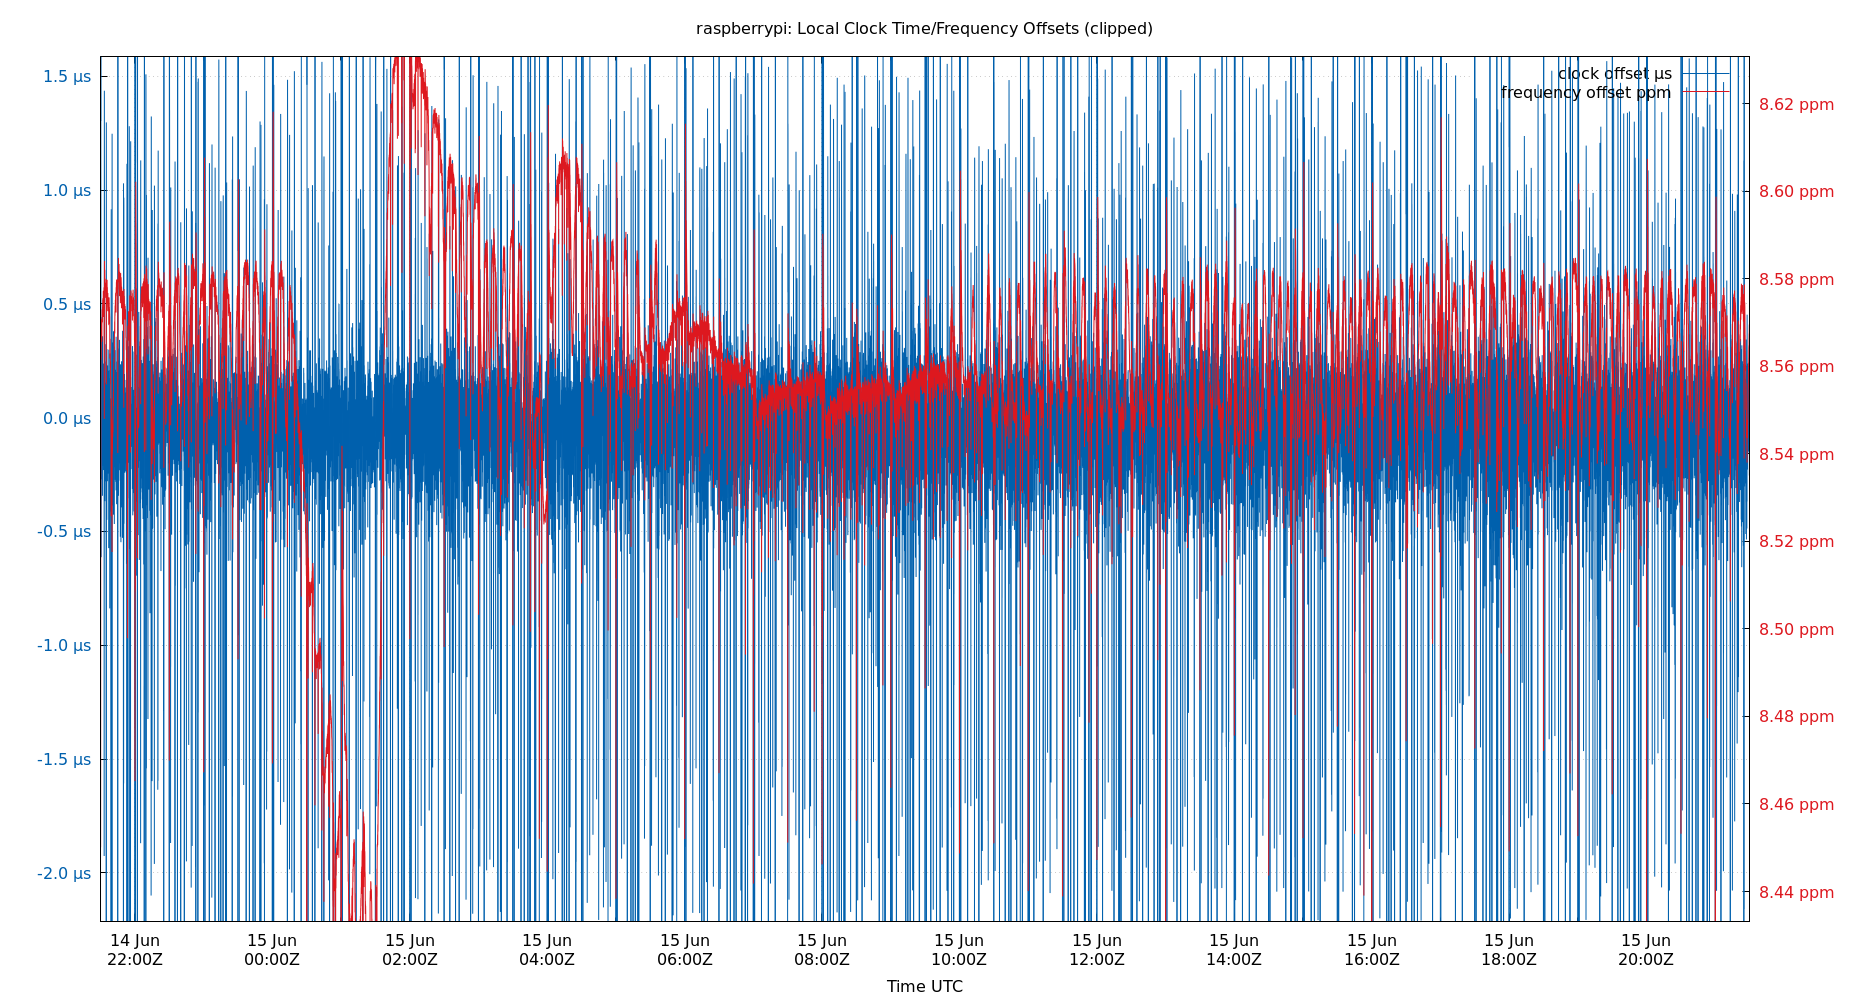 raspberrypi: Local Clock Time/Frequency Offsets (clipped)
clock offset µs
frequency offset ppm
1.5 µs
1.0 µs
0.5 µs
0.0 µs
-0.5 µs
-1.0 µs
-1.5 µs
-2.0 µs
8.62 ppm
8.60 ppm
8.58 ppm
8.56 ppm
8.54 ppm
8.52 ppm
8.50 ppm
8.48 ppm
8.46 ppm
8.44 ppm
14 Jun 15 Jun 15 Jun 15 Jun 15 Jun 15 Jun 15 Jun 15 Jun 15 Jun 15 Jun 15 Jun 15 Jun
22:00Z 00:00Z 02:00Z 04:00Z 06:00Z 08:00Z 10:00Z 12:00Z 14:00Z 16:00Z 18:00Z 20:00Z
Time UTC